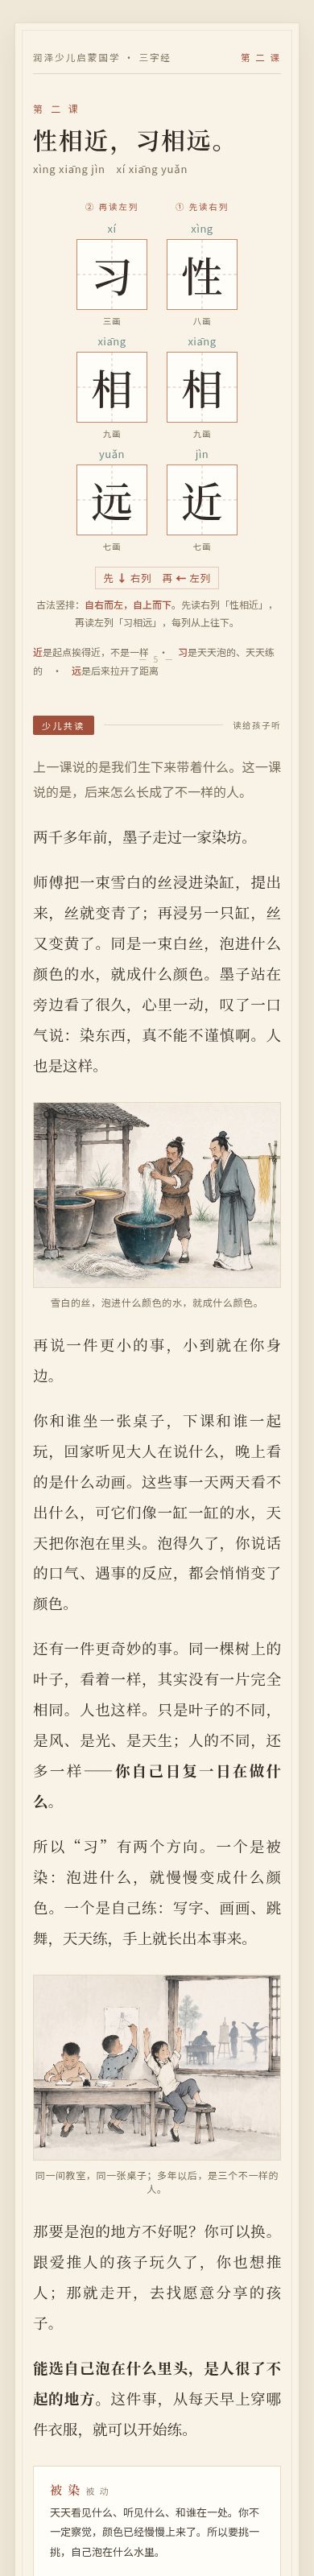 润泽少儿启蒙国学 · 三字经
第二课
第二课
性相近，习相远。
xìng xiāng jìn xí xiāng yuǎn
② 再读左列
① 先读右列
xí
xìng
习
性
三画
八画
xiāng
xiāng
相
相
九画
九画
yuǎn
jìn
远
近
七画
七画
先 ↓ 右列 再 ← 左列
古法竖排：自右而左，自上而下。先读右列「性相近」，
再读左列「习相远」，每列从上往下。
近是起点挨得近，不是一样 · 习是天天泡的、天天练
— 5 —
的 · 远是后来拉开了距离
少儿共读
读给孩子听
上一课说的是我们生下来带着什么。这一课
说的是，后来怎么长成了不一样的人。
两千多年前，墨子走过一家染坊。
师傅把一束雪白的丝浸进染缸，提出
来，丝就变青了；再浸另一只缸，丝
又变黄了。同是一束白丝，泡进什么
颜色的水，就成什么颜色。墨子站在
旁边看了很久，心里一动，叹了一口
气说：染东西，真不能不谨慎啊。人
也是这样。
雪白的丝，泡进什么颜色的水，就成什么颜色。
再说一件更小的事，小到就在你身
边。
你和谁坐一张桌子，下课和谁一起
玩，回家听见大人在说什么，晚上看
的是什么动画。这些事一天两天看不
出什么，可它们像一缸一缸的水，天
天把你泡在里头。泡得久了，你说话
的口气、遇事的反应，都会悄悄变了
颜色。
还有一件更奇妙的事。同一棵树上的
叶子，看着一样，其实没有一片完全
相同。人也这样。只是叶子的不同，
是风、是光、是天生；人的不同，还
多一样——你自己日复一日在做什
么。
所以“习”有两个方向。一个是被
染：泡进什么，就慢慢变成什么颜
色。一个是自己练：写字、画画、跳
舞，天天练，手上就长出本事来。
同一间教室，同一张桌子；多年以后，是三个不一样的
人。
那要是泡的地方不好呢？你可以换。
跟爱推人的孩子玩久了，你也想推
人；那就走开，去找愿意分享的孩
子。
能选自己泡在什么里头，是人很了不
起的地方。这件事，从每天早上穿哪
件衣服，就可以开始练。
被染 被动
天天看见什么、听见什么、和谁在一处。你不
一定察觉，颜色已经慢慢上来了。所以要挑一
挑，自己泡在什么水里。